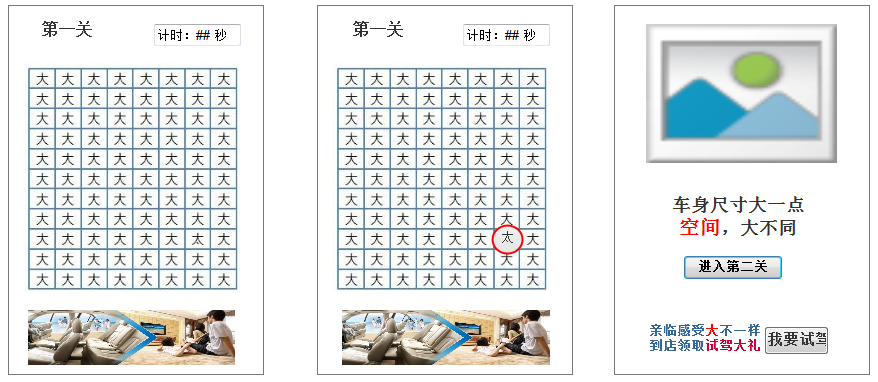 第一关
计时：## 秒
大 大 大 大 大 大 大 大
大 大 大 大 大 大 大 大
大 大 大 大 大 大 大 大
大 大 大 大 大 大 大 大
大 大 大 大 大 大 大 大
大 大 大 大 大 大 大 大
大 大 大 大 大 大 大 大
大 大 大 大 大 大 大 大
大 大 大 大 大 大 太 大
大 大 大 大 大 大 大 大
大 大 大 大 大 大 大 大
第一关
计时：## 秒
大 大 大 大 大 大 大 大
大 大 大 大 大 大 大 大
大 大 大 大 大 大 大 大
大 大 大 大 大 大 大 大
大 大 大 大 大 大 大 大
大 大 大 大 大 大 大 大
大 大 大 大 大 大 大 大
大 大 大 大 大 大 大 大
大 大 大 大 大 大 太 大
大 大 大 大 大 大 大 大
大 大 大 大 大 大 大 大
车身尺寸大一点
空间，大不同
进入第二关
亲临感受大不一样
到店领取试驾大礼
我要试驾